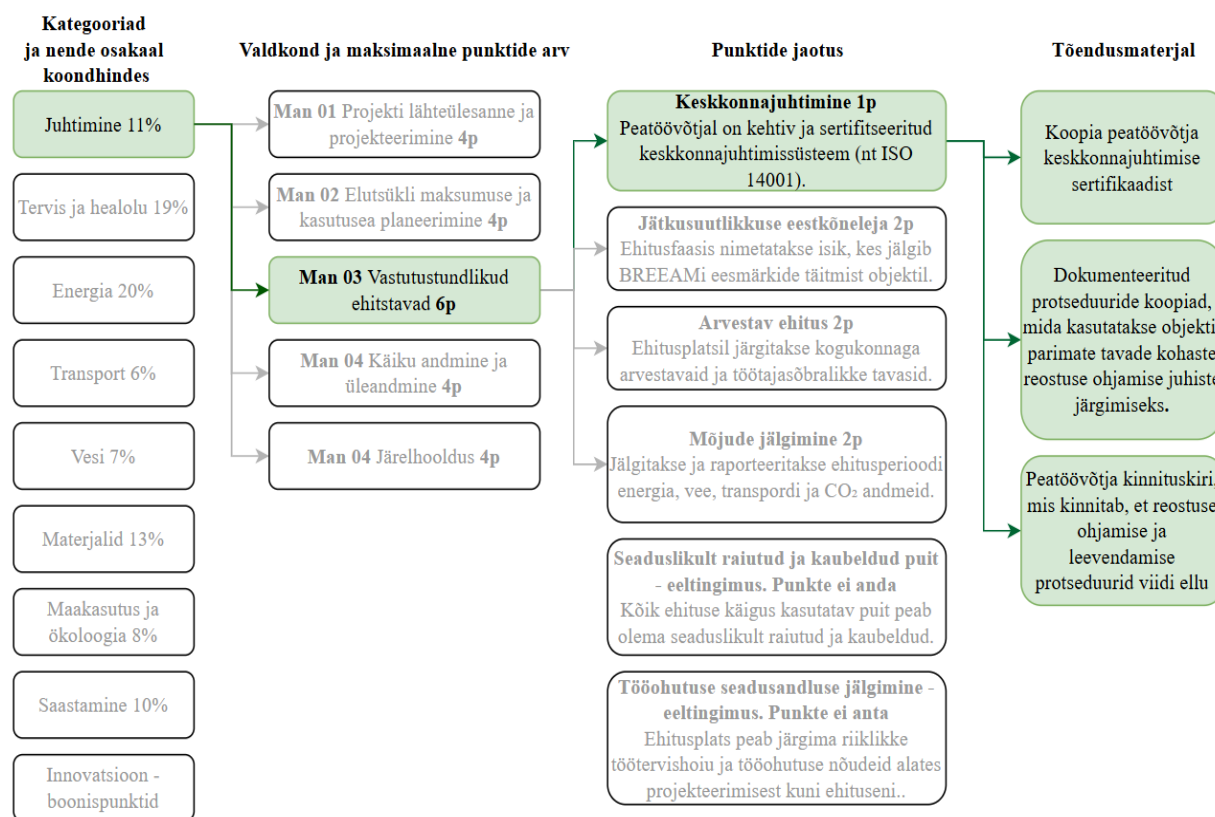 Kategooriad
ja nende osakaal
koondhindes
Juhtimine 11%
Tervis ja healolu 19%
Energia 20%
Transport 6%
Vesi 7%
Materjalid 13%
Maakasutus ja
ökoloogia 8%
Saastamine 10%
Innovatsioon -
boonispunktid
Valdkond ja maksimaalne punktide arv
Man 01 Projekti lähteülesanne ja
projekteerimine 4p
Man 02 Elutsükli maksumuse ja
kasutusea planeerimine 4p
Man 03 Vastutustundlikud
ehitstavad 6p
Man 04 Käiku andmine ja
üleandmine 4p
Man 04 Järelhooldus 4p
Punktide jaotus
Keskkonnajuhtimine 1p
Peatöövõtjal on kehtiv ja sertifitseeritud
keskkonnajuhtimissüsteem (nt ISO
14001).
Jätkusuutlikkuse eestkõneleja 2p
Ehitusfaasis nimetatakse isik, kes jälgib
BREEAMi eesmärkide täitmist objektil.
Arvestav ehitus 2p
Ehitusplatsil järgitakse kogukonnaga
arvestavaid ja töötajasõbralikke tavasid.
Mõjude jälgimine 2p
Jälgitakse ja raporteeritakse ehitusperioodi
energia, vee, transpordi ja CO₂ andmeid.
Seaduslikult raiutud ja kaubeldud puit
- eeltingimus. Punkte ei anda
Kõik ehituse käigus kasutatav puit peab
olema seaduslikult raiutud ja kaubeldud.
Tööohutuse seadusandluse jälgimine -
eeltingimus. Punkte ei anta
Ehitusplats peab järgima riiklikke
töötervishoiu ja tööohutuse nõudeid alates
projekteerimisest kuni ehituseni..
Tõendusmaterjal
Koopia peatöövõtja
keskkonnajuhtimise
sertifikaadist
Dokumenteeritud
protseduuride koopiad,
mida kasutatakse objektil
parimate tavade kohaste
reostuse ohjamise juhiste
järgimiseks.
Peatöövõtja kinnituskiri,
mis kinnitab, et reostuse
ohjamise ja
leevendamise
protseduurid viidi ellu